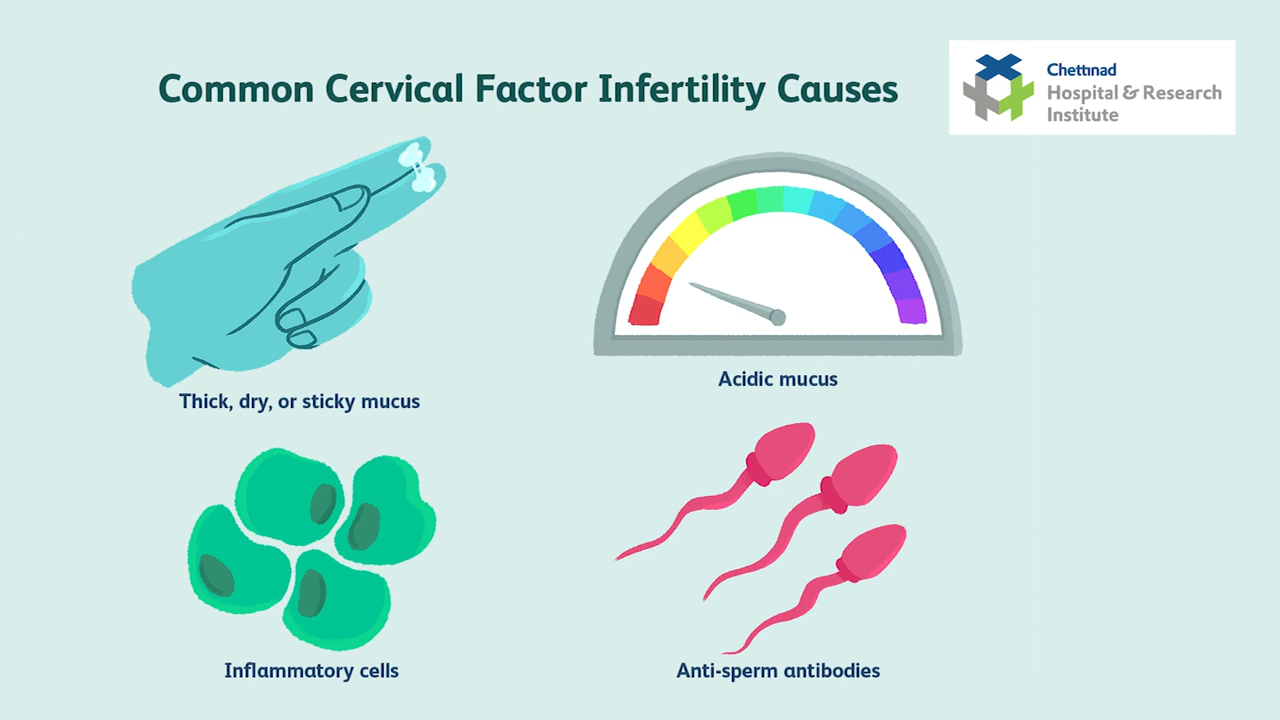 Common Cervical Factor Infertility Causes
Chettinad
Hospital & Research
Institute
Thick, dry, or sticky mucus
Acidic mucus
Inflammatory cells
Anti-sperm antibodies